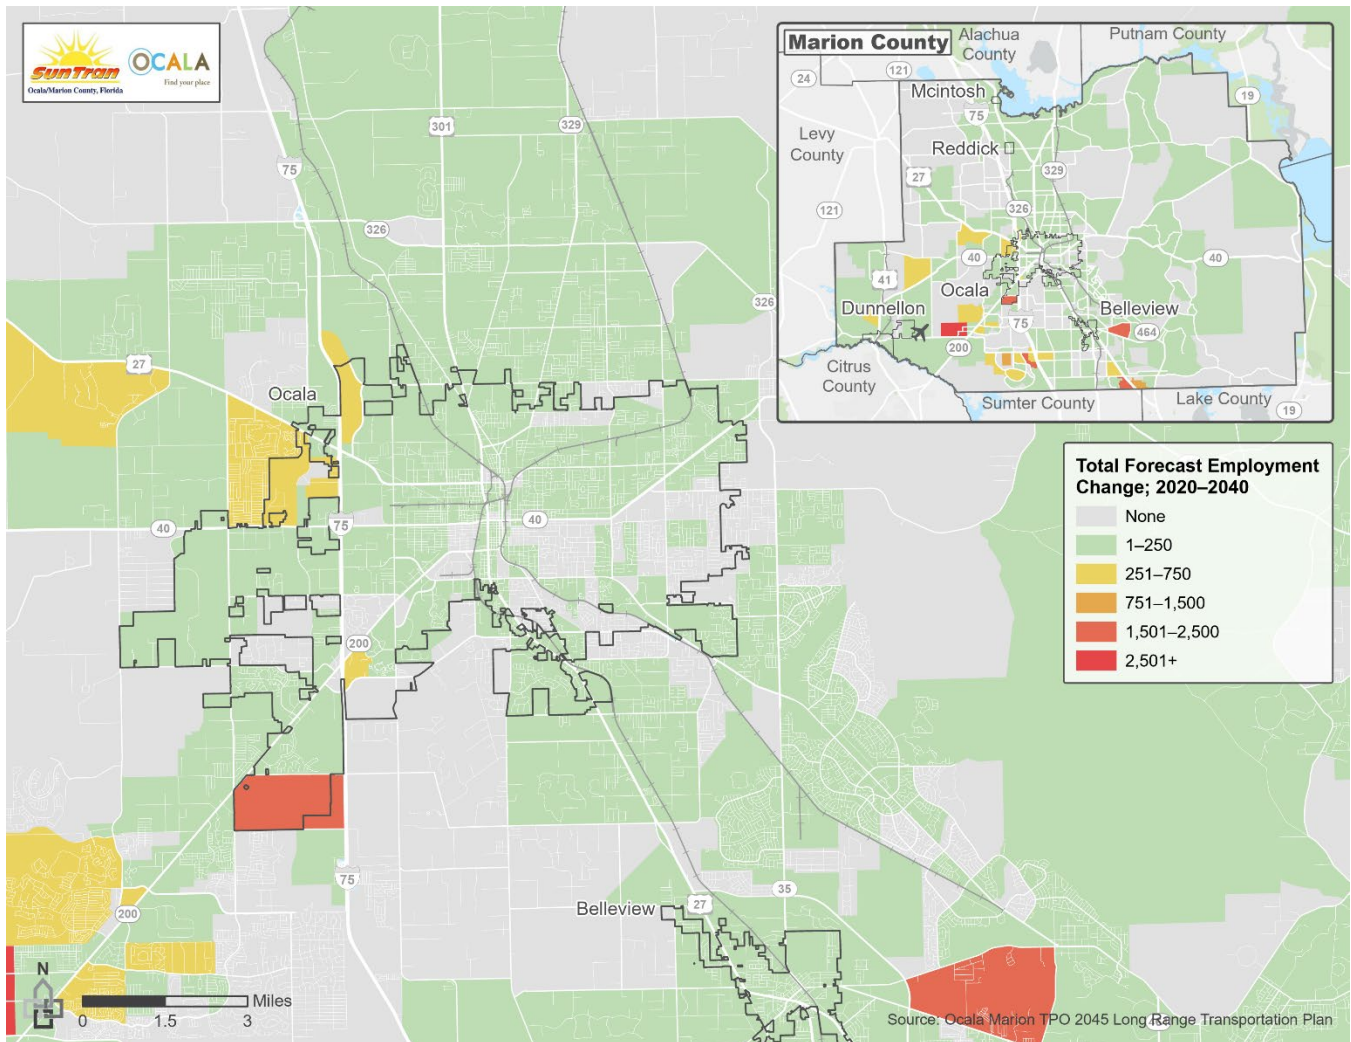 SunTran
Ocala/Marion County, Florida
OCALA
Find your place
Marion County
Alachua
County
Putnam County
24
121
19
Mcintosh
75
Levy
County
Reddick
329
27
121
326
40
40
41
Ocala
Dunnellon
Belleview
75
464
200
Citrus
County
Sumter County
Lake County
19
301
329
75
326
326
27
Ocala
Total Forecast Employment
Change; 2020–2040
None
1–250
251–750
751–1,500
1,501–2,500
2,501+
40
75
40
200
75
35
27
Belleview
200
N
Miles
0
1.5
3
Source: Ocala Marion TPO 2045 Long Range Transportation Plan